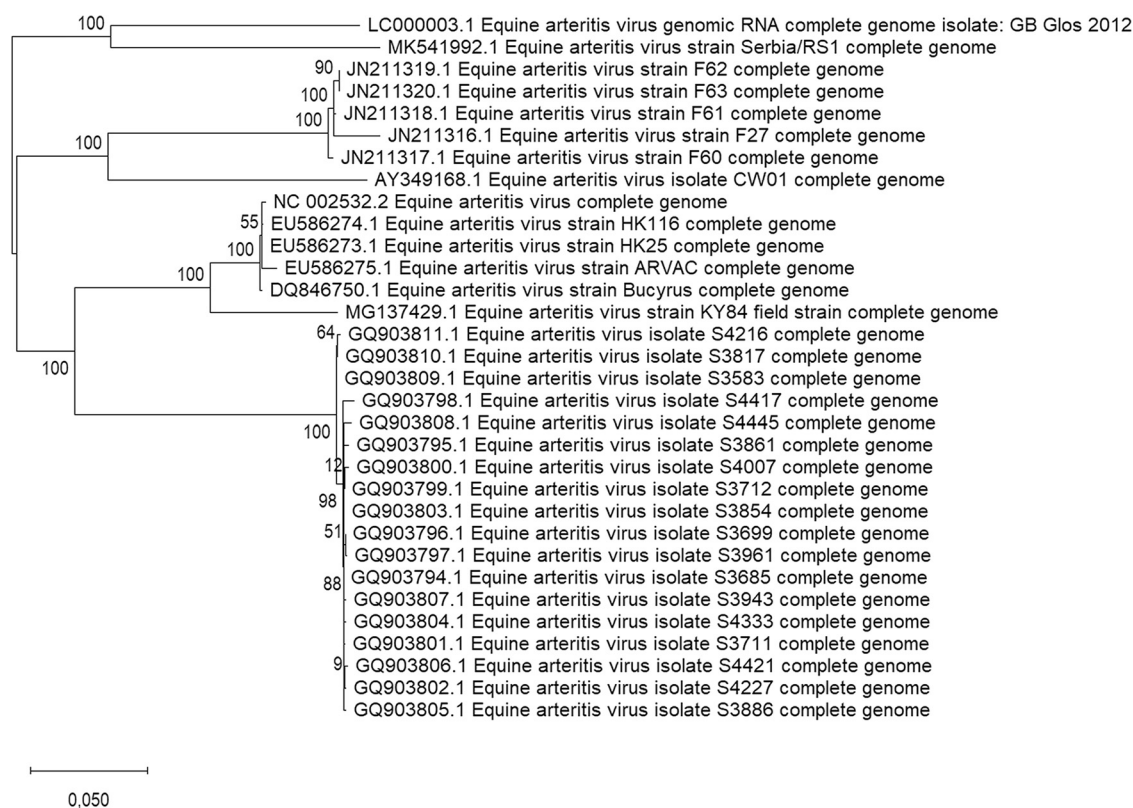 100
LC000003.1 Equine arteritis virus genomic RNA complete genome isolate: GB Glos 2012
MK541992.1 Equine arteritis virus strain Serbia/RS1 complete genome
90
JN211319.1 Equine arteritis virus strain F62 complete genome
JN211320.1 Equine arteritis virus strain F63 complete genome
100
JN211318.1 Equine arteritis virus strain F61 complete genome
100
JN211316.1 Equine arteritis virus strain F27 complete genome
100
JN211317.1 Equine arteritis virus strain F60 complete genome
AY349168.1 Equine arteritis virus isolate CW01 complete genome
NC 002532.2 Equine arteritis virus complete genome
55
EU586274.1 Equine arteritis virus strain HK116 complete genome
100
EU586273.1 Equine arteritis virus strain HK25 complete genome
100
EU586275.1 Equine arteritis virus strain ARVAC complete genome
DQ846750.1 Equine arteritis virus strain Bucyrus complete genome
MG137429.1 Equine arteritis virus strain KY84 field strain complete genome
64
GQ903811.1 Equine arteritis virus isolate S4216 complete genome
GQ903810.1 Equine arteritis virus isolate S3817 complete genome
100
GQ903809.1 Equine arteritis virus isolate S3583 complete genome
GQ903798.1 Equine arteritis virus isolate S4417 complete genome
100
GQ903808.1 Equine arteritis virus isolate S4445 complete genome
GQ903795.1 Equine arteritis virus isolate S3861 complete genome
12
GQ903800.1 Equine arteritis virus isolate S4007 complete genome
GQ903799.1 Equine arteritis virus isolate S3712 complete genome
98
GQ903803.1 Equine arteritis virus isolate S3854 complete genome
51
GQ903796.1 Equine arteritis virus isolate S3699 complete genome
GQ903797.1 Equine arteritis virus isolate S3961 complete genome
88
GQ903794.1 Equine arteritis virus isolate S3685 complete genome
GQ903807.1 Equine arteritis virus isolate S3943 complete genome
GQ903804.1 Equine arteritis virus isolate S4333 complete genome
GQ903801.1 Equine arteritis virus isolate S3711 complete genome
9
GQ903806.1 Equine arteritis virus isolate S4421 complete genome
GQ903802.1 Equine arteritis virus isolate S4227 complete genome
GQ903805.1 Equine arteritis virus isolate S3886 complete genome
0,050